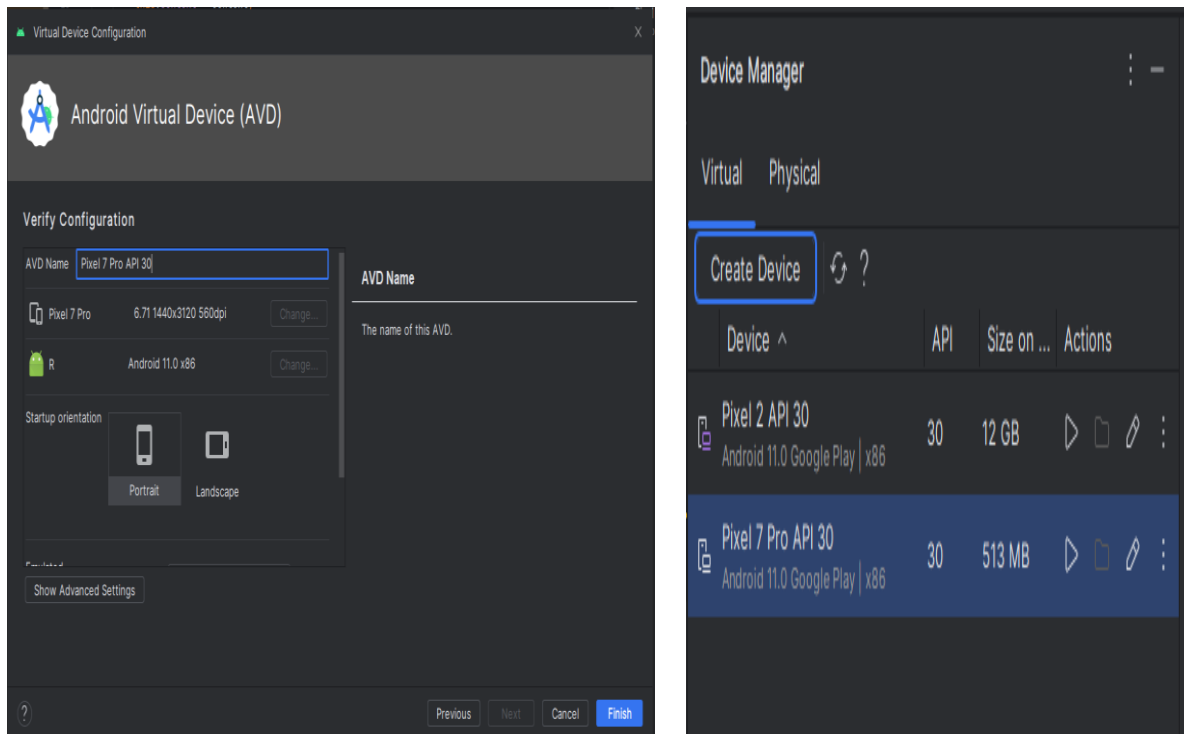 Virtual Device Configuration
X
Android Virtual Device (AVD)
Verify Configuration
AVD Name Pixel 7 Pro API 30
Pixel 7 Pro 6.71 1440x3120 560dpi Change...
R Android 11.0 x86 Change...
Startup orientation
Portrait
Landscape
Show Advanced Settings
AVD Name
The name of this AVD.
? Previous Next Cancel Finish
Device Manager
Virtual Physical
Create Device ?
Device API Size on ... Actions
Pixel 2 API 30 30 12 GB
Android 11.0 Google Play | x86
Pixel 7 Pro API 30 30 513 MB
Android 11.0 Google Play | x86